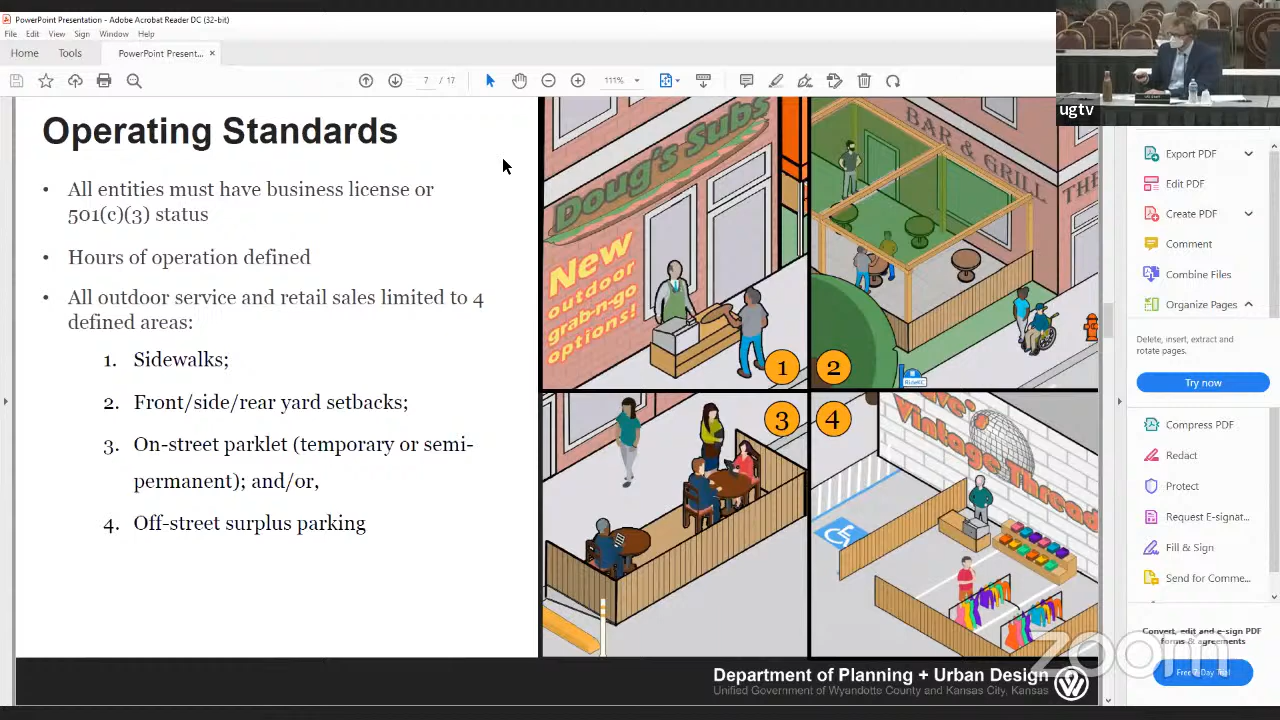 PowerPoint Presentation - Adobe Acrobat Reader DC (32-bit)
File Edit View Sign Window Help
Home Tools PowerPoint Present... ×
7 / 17 111%
ugtv
Operating Standards
• All entities must have business license or
501(c)(3) status
• Hours of operation defined
• All outdoor service and retail sales limited to 4
defined areas:
1. Sidewalks;
2. Front/side/rear yard setbacks;
3. On-street parklet (temporary or semi-
permanent); and/or,
4. Off-street surplus parking
Doug's Subs
New
outdoor
grab-n-go
options!
1
BAR & GRILL
THE
RideKC
2
3
4
Vintage Thread
Department of Planning + Urban Design
Unified Government of Wyandotte County and Kansas City, Kansas
Export PDF
Edit PDF
Create PDF
Comment
Combine Files
Organize Pages
Delete, insert, extract and
rotate pages.
Try now
Compress PDF
Redact
Protect
Request E-signat...
Fill & Sign
Send for Comme...
Convert, edit and e-sign PDF
forms & agreements
Free 7-Day Trial
zoom